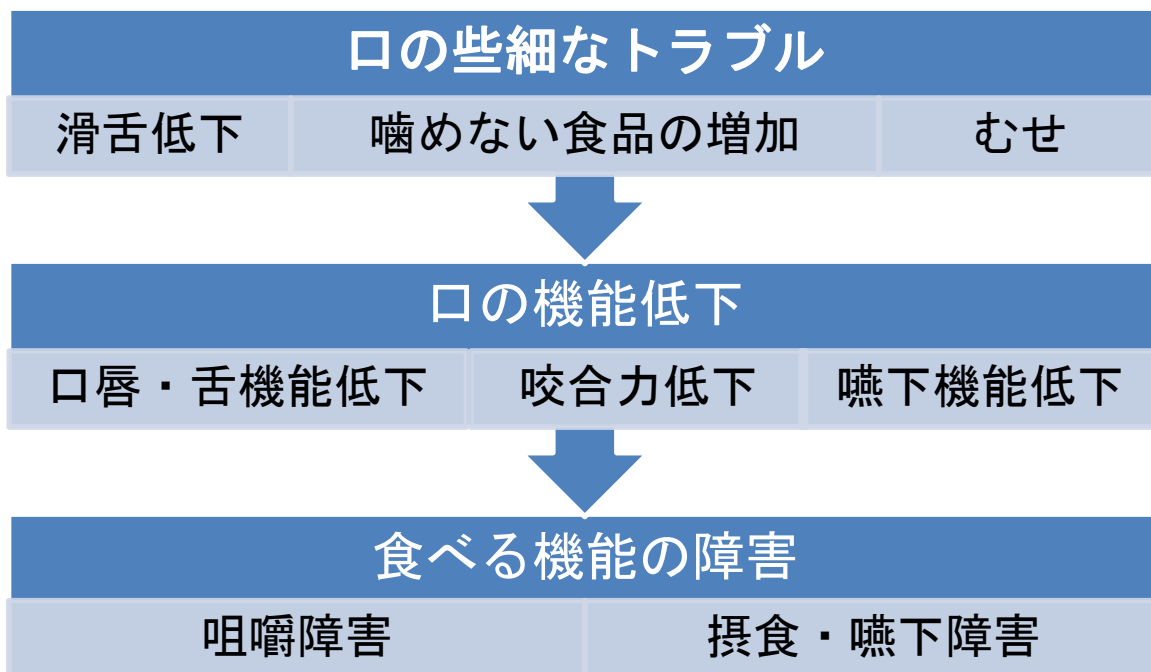 口の些細なトラブル
滑舌低下 噛めない食品の増加 むせ
口の機能低下
口唇・舌機能低下 咬合力低下 嚥下機能低下
食べる機能の障害
咀嚼障害 摂食・嚥下障害